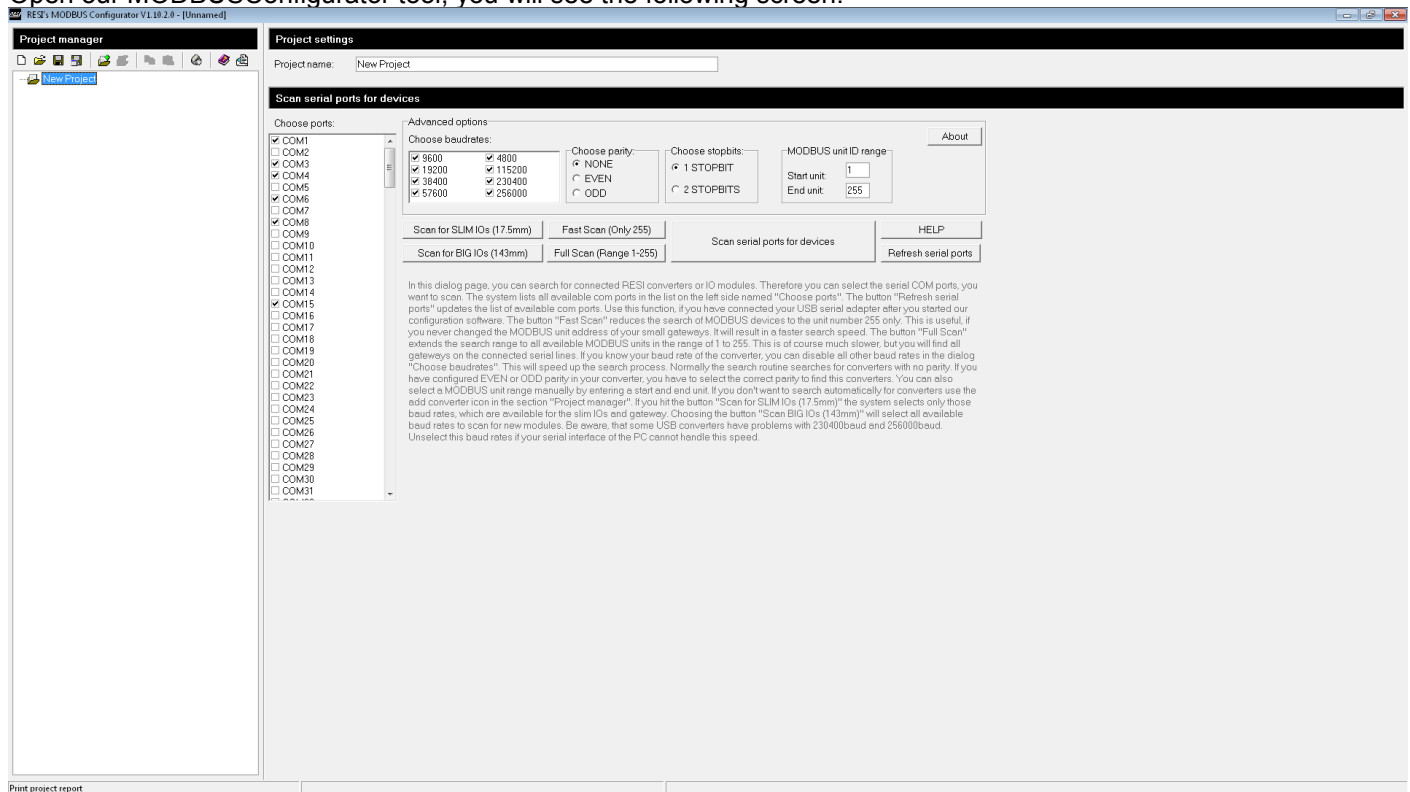 Open our MODBUSConfigurator tool, you will see the following screen:
RESI's MODBUS Configurator V1.10.2.0 - [Unnamed]
Project manager
New Project
Project settings
Project name: New Project
Scan serial ports for devices
Choose ports:
COM1
COM2
COM3
COM4
COM5
COM6
COM7
COM8
COM9
COM10
COM11
COM12
COM13
COM14
COM15
COM16
COM17
COM18
COM19
COM20
COM21
COM22
COM23
COM24
COM25
COM26
COM27
COM28
COM29
COM30
COM31
Advanced options
About
Choose baudrates:
9600 4800
19200 115200
38400 230400
57600 256000
Choose parity:
NONE
EVEN
ODD
Choose stopbits:
1 STOPBIT
2 STOPBITS
MODBUS unit ID range
Start unit: 1
End unit: 255
Scan for SLIM IOs (17.5mm) Fast Scan (Only 255) Scan serial ports for devices HELP
Scan for BIG IOs (143mm) Full Scan (Range 1-255) Refresh serial ports
In this dialog page, you can search for connected RESI converters or IO modules. Therefore you can select the serial COM ports, you
want to scan. The system lists all available com ports in the list on the left side named "Choose ports". The button "Refresh serial
ports" updates the list of available com ports. Use this function, if you have connected your USB serial adapter after you started our
configuration software. The button "Fast Scan" reduces the search of MODBUS devices to the unit number 255 only. This is useful, if
you never changed the MODBUS unit address of your small gateways. It will result in a faster search speed. The button "Full Scan"
extends the search range to all available MODBUS units in the range of 1 to 255. This is of course much slower, but you will find all
gateways on the connected serial lines. If you know your baud rate of the converter, you can disable all other baud rates in the dialog
"Choose baudrates". This will speed up the search process. Normally the search routine searches for converters with no parity. If you
have configured EVEN or ODD parity in your converter, you have to select the correct parity to find this converters. You can also
select a MODBUS unit range manually by entering a start and end unit. If you don't want to search automatically for converters use the
add converter icon in the section "Project manager". If you hit the button "Scan for SLIM IOs (17.5mm)" the system selects only those
baud rates, which are available for the slim IOs and gateway. Choosing the button "Scan BIG IOs (143mm)" will select all available
baud rates to scan for new modules. Be aware, that some USB converters have problems with 230400baud and 256000baud.
Unselect this baud rates if your serial interface of the PC cannot handle this speed.
Print project report